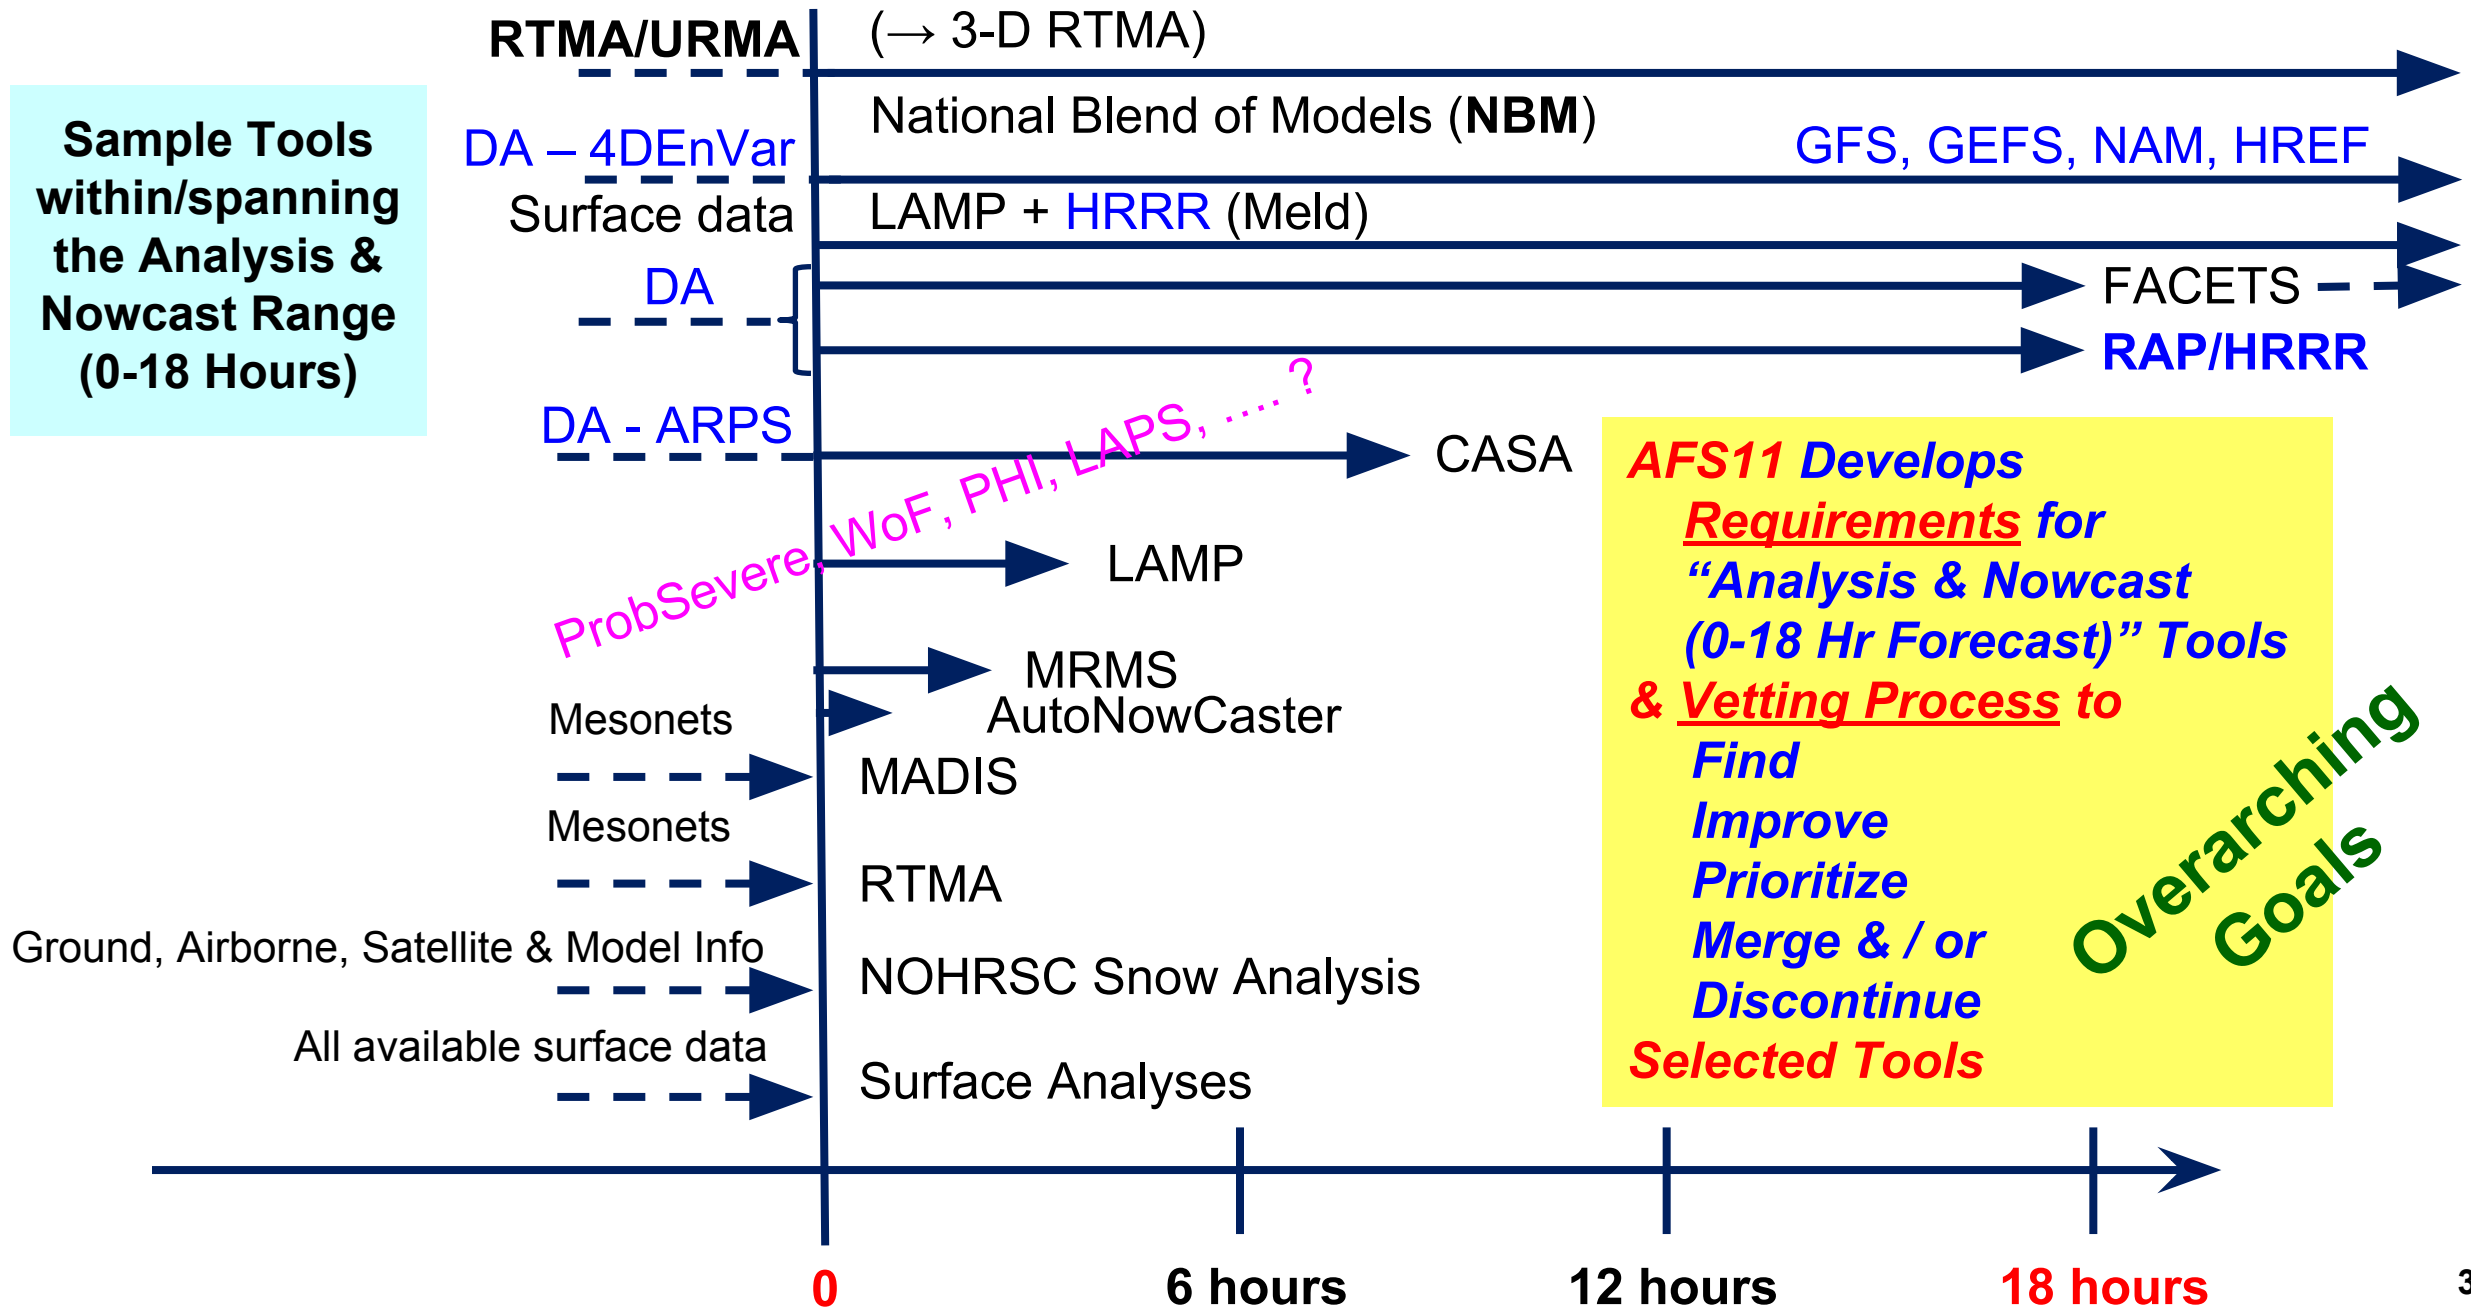 RTMA/URMA
(→ 3-D RTMA)
Sample Tools
within/spanning
the Analysis &
Nowcast Range
(0-18 Hours)
National Blend of Models (NBM)
DA – 4DEnVar
GFS, GEFS, NAM, HREF
Surface data
LAMP + HRRR (Meld)
DA
FACETS
RAP/HRRR
DA - ARPS
CASA
ProbSevere, WoF, PHI, LAPS, .... ?
LAMP
MRMS
AutoNowCaster
Mesonets
MADIS
Mesonets
RTMA
Ground, Airborne, Satellite & Model Info
NOHRSC Snow Analysis
All available surface data
Surface Analyses
AFS11 Develops
Requirements for
“Analysis & Nowcast
(0-18 Hr Forecast)” Tools
& Vetting Process to
Find
Improve
Prioritize
Merge & / or
Discontinue
Selected Tools
Overarching
Goals
0
6 hours
12 hours
18 hours
3